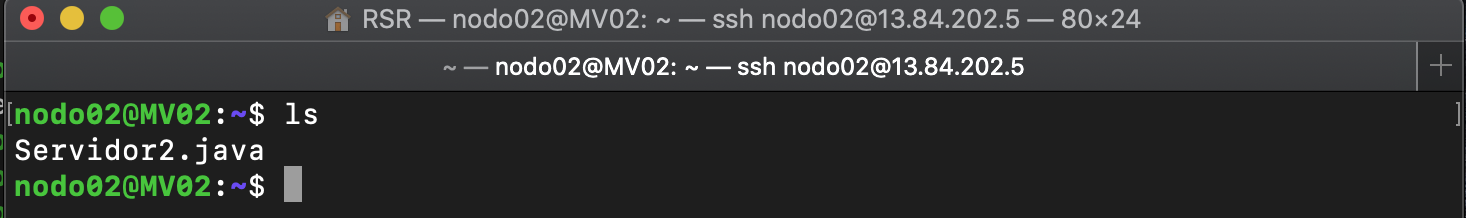 RSR — nodo02@MV02: ~ — ssh nodo02@13.84.202.5 — 80×24
~ — nodo02@MV02: ~ — ssh nodo02@13.84.202.5
[nodo02@MV02:~$ ls ]
Servidor2.java
nodo02@MV02:~$